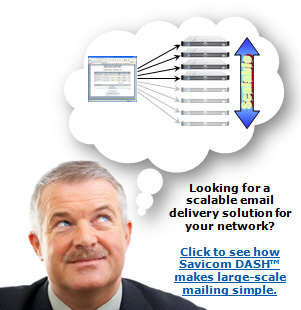 scalable
Looking for a
scalable email
delivery solution for
your network?
Click to see how
Savicom DASH™
makes large-scale
mailing simple.